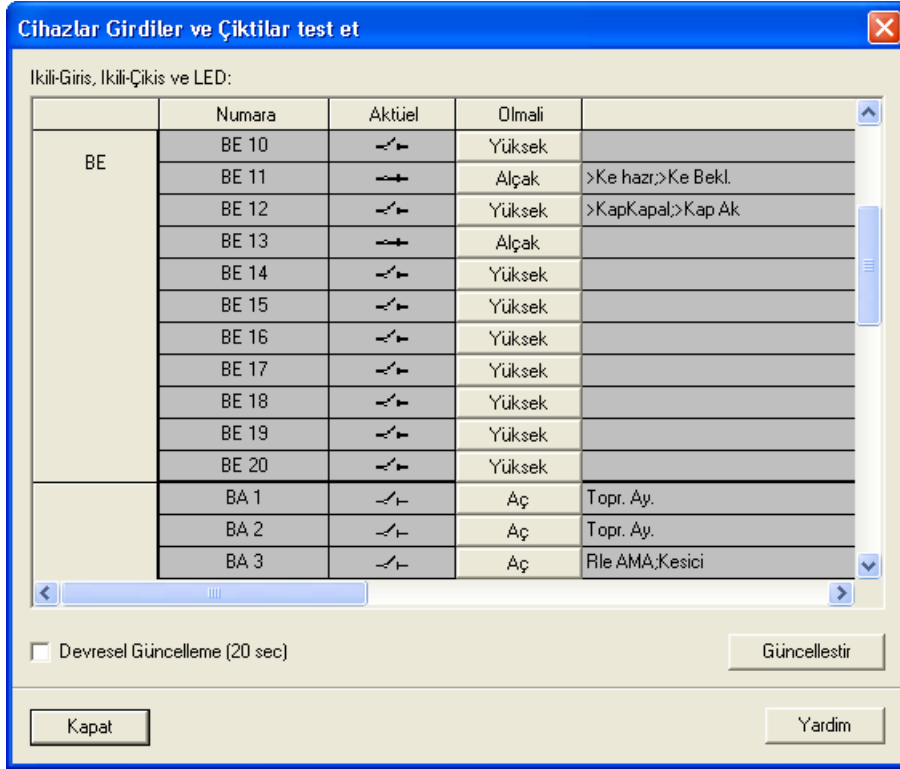 Cihazlar Girdiler ve Çiktilar test et
Ikili-Giris, Ikili-Çikis ve LED:
Numara Aktüel Olmali
BE
BE 10 Yüksek
BE 11 Alçak >Ke hazr;>Ke Bekl.
BE 12 Yüksek >KapKapal;>Kap Ak
BE 13 Alçak
BE 14 Yüksek
BE 15 Yüksek
BE 16 Yüksek
BE 17 Yüksek
BE 18 Yüksek
BE 19 Yüksek
BE 20 Yüksek
BA 1 Aç Topr. Ay.
BA 2 Aç Topr. Ay.
BA 3 Aç Rle AMA;Kesici
Devresel Güncelleme (20 sec) Güncellestir
Kapat Yardim